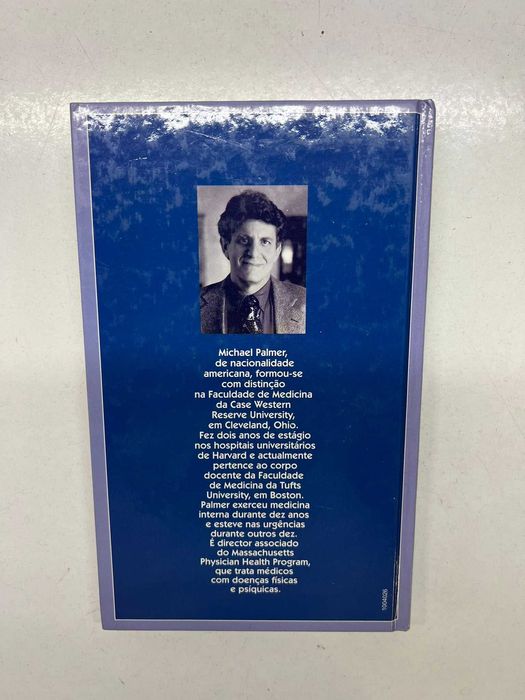 Michael Palmer,
de nacionalidade
americana, formou-se
com distinção
na Faculdade de Medicina
da Case Western
Reserve University,
em Cleveland, Ohio.
Fez dois anos de estágio
nos hospitais universitários
de Harvard e actualmente
pertence ao corpo
docente da Faculdade
de Medicina da Tufts
University, em Boston.
Palmer exerceu medicina
interna durante dez anos
e esteve nas urgências
durante outros dez.
É director associado
do Massachusetts
Physician Health Program,
que trata médicos
com doenças físicas
e psíquicas.
1004026